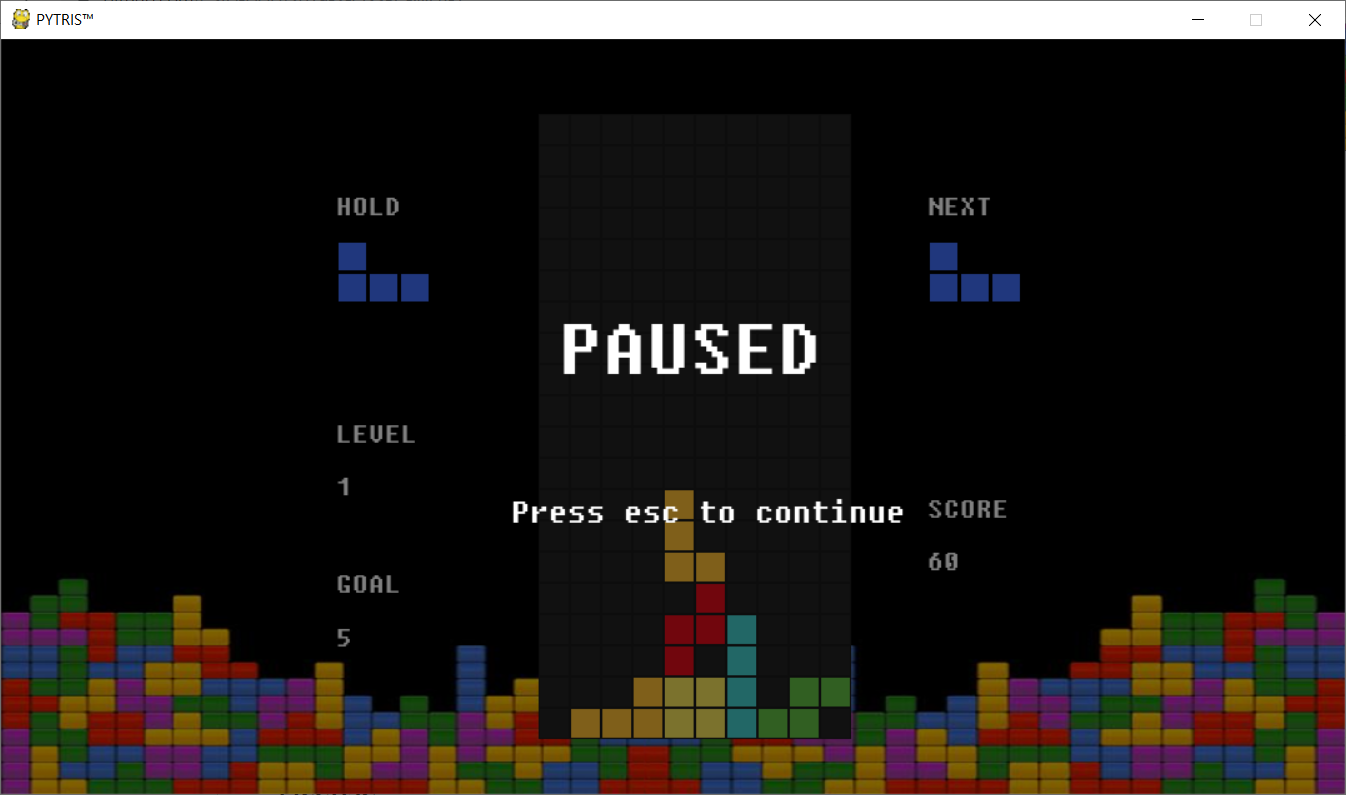 PYTRIS™
HOLD
NEXT
PAUSED
LEVEL
1
Press esc to continue
SCORE
60
GOAL
5